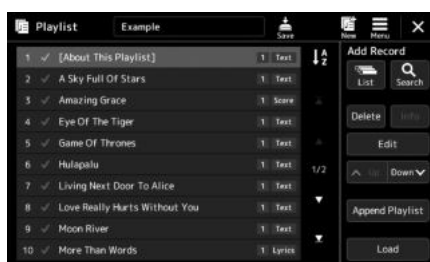 Playlist Example Save New Menu
1 [About This Playlist] 1 Text
2 A Sky Full Of Stars 1 Text
3 Amazing Grace 1 Score
4 Eye Of The Tiger 1 Text
5 Game Of Thrones 1 Text
6 Hulapalu 1 Text
7 Living Next Door To Alice 1 Text
8 Love Really Hurts Without You 1 Text
9 Moon River 1 Text
10 More Than Words 1 Lyrics
A
Z
1/2
Add Record
List Search
Delete Info
Edit
Up Down
Append Playlist
Load